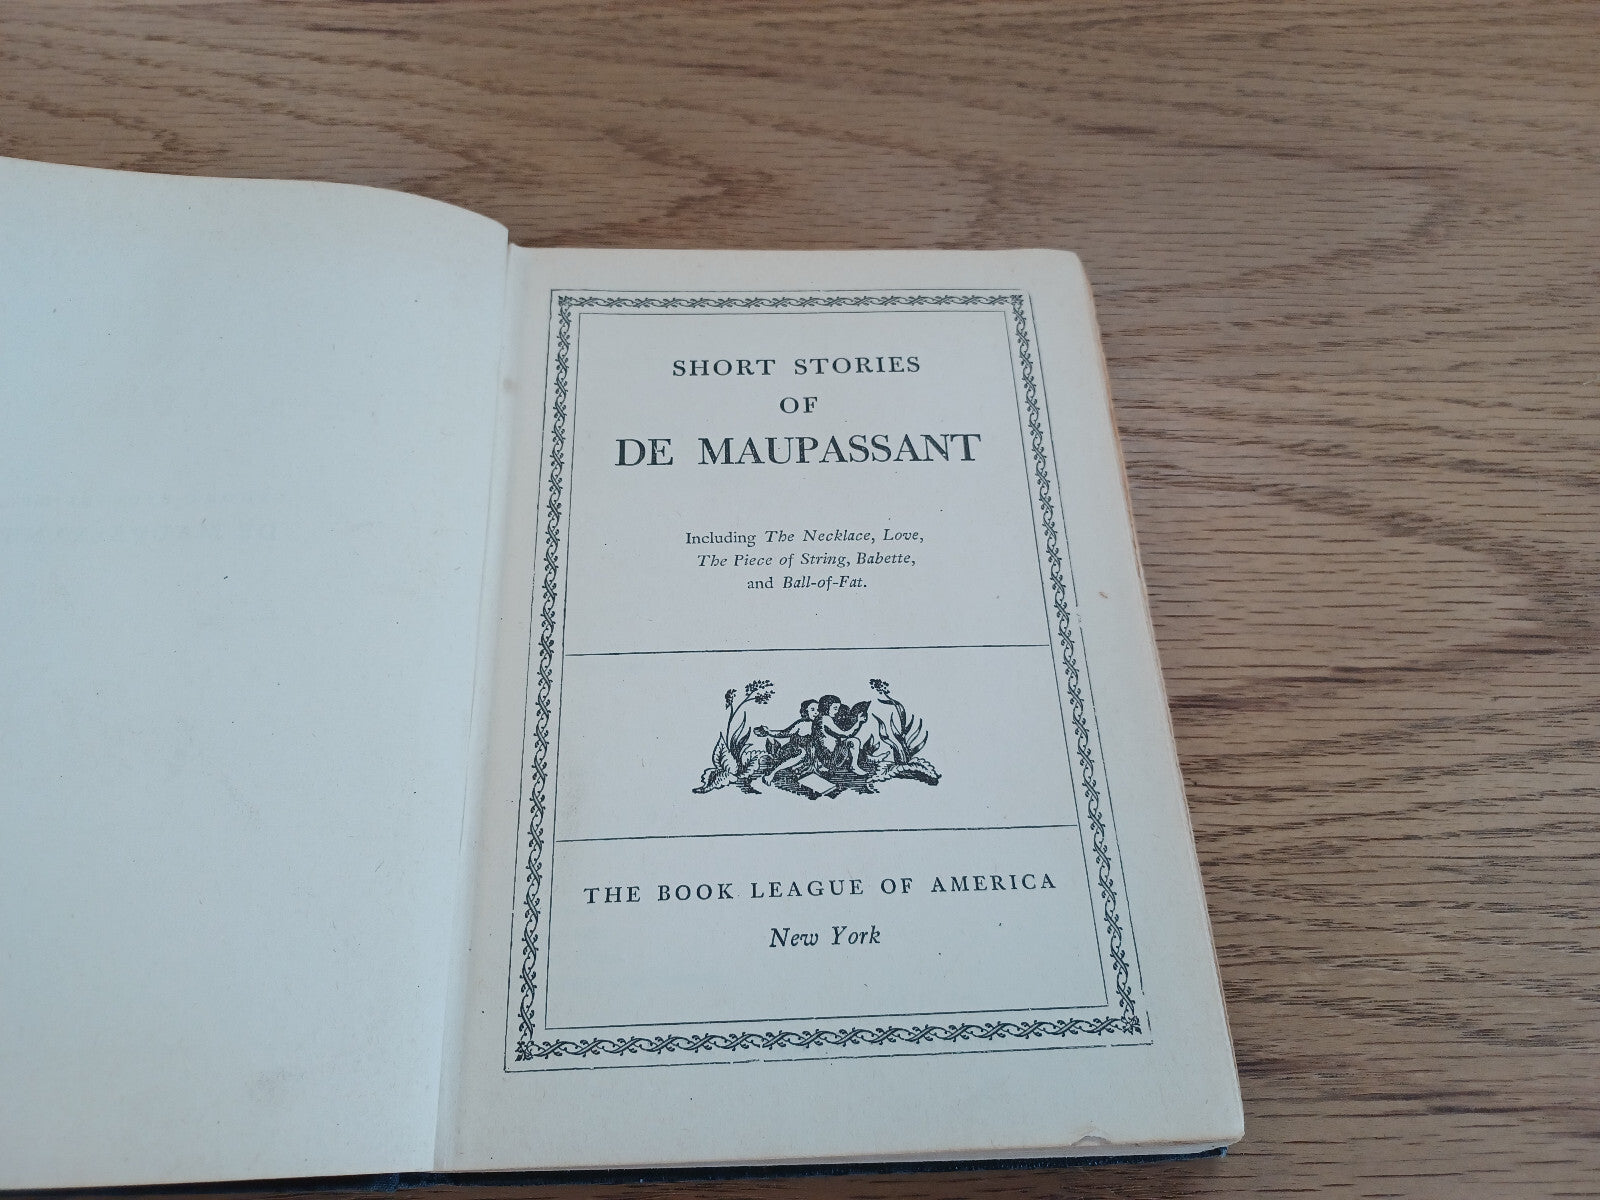 SHORT STORIES
OF
DE MAUPASSANT
Including The Necklace, Love,
The Piece of String, Babette,
and Ball-of-Fat.
THE BOOK LEAGUE OF AMERICA
New York